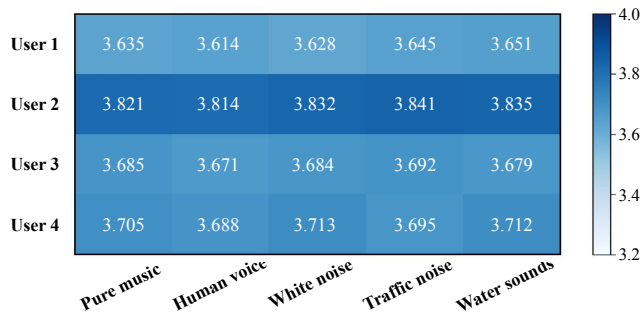 User 1 3.635 3.614 3.628 3.645 3.651
User 2 3.821 3.814 3.832 3.841 3.835
User 3 3.685 3.671 3.684 3.692 3.679
User 4 3.705 3.688 3.713 3.695 3.712
Pure music Human voice White noise Traffic noise Water sounds
4.0
3.8
3.6
3.4
3.2